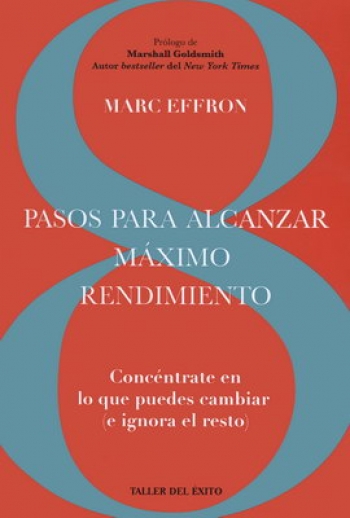 Prólogo de
Marshall Goldsmith
Autor bestseller del New York Times
MARC EFFRON
8
PASOS PARA ALCANZAR
MÁXIMO
RENDIMIENTO
Concéntrate en
lo que puedes cambiar
(e ignora el resto)
TALLER DEL ÉXITO